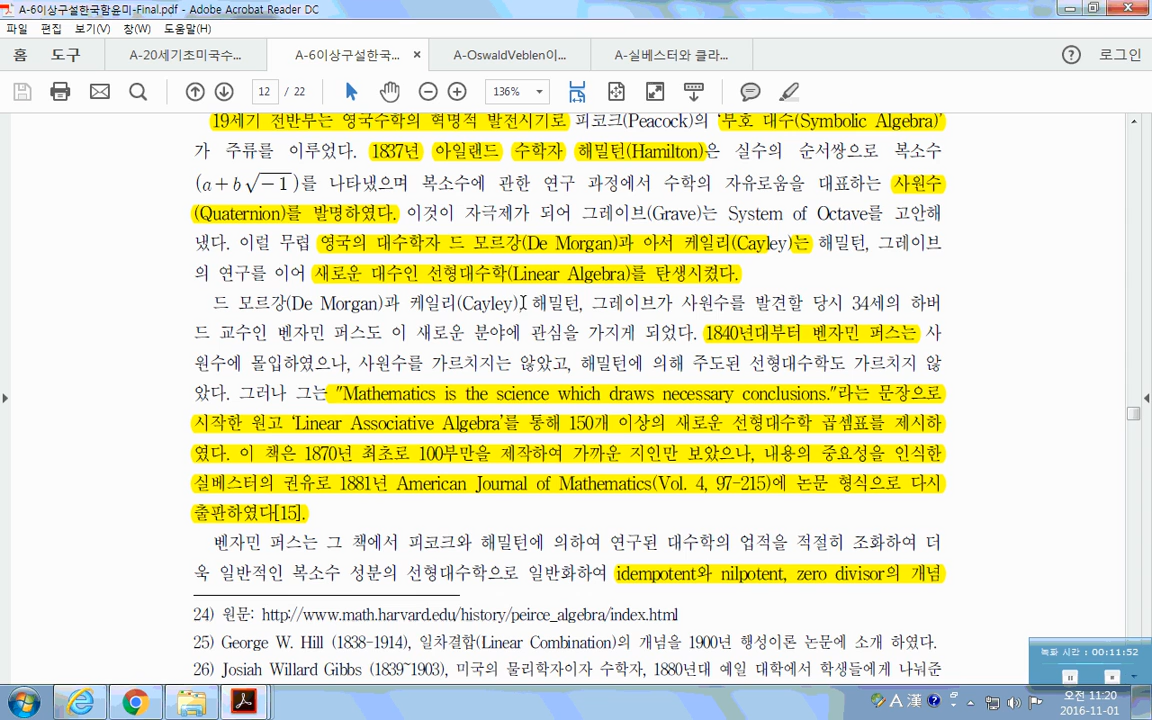 A-6이상구설한국함윤미-Final.pdf - Adobe Acrobat Reader DC
파일 편집 보기(V) 창(W) 도움말(H)
홈 도구 A-20세기초미국수... A-6이상구설한국... × A-OswaldVeblen이... A-실베스터와 클라... 로그인
12 / 22 136%
19세기 전반부는 영국수학의 혁명적 발전시기로 피코크(Peacock)의 '부호 대수(Symbolic Algebra)'
가 주류를 이루었다. 1837년 아일랜드 수학자 해밀턴(Hamilton)은 실수의 순서쌍으로 복소수
(a+b√-1)를 나타냈으며 복소수에 관한 연구 과정에서 수학의 자유로움을 대표하는 사원수
(Quaternion)를 발명하였다. 이것이 자극제가 되어 그레이브(Grave)는 System of Octave를 고안해
냈다. 이럴 무렵 영국의 대수학자 드 모르강(De Morgan)과 아서 케일리(Cayley)는 해밀턴, 그레이브
의 연구를 이어 새로운 대수인 선형대수학(Linear Algebra)를 탄생시켰다.
드 모르강(De Morgan)과 케일리(Cayley), 해밀턴, 그레이브가 사원수를 발견할 당시 34세의 하버
드 교수인 벤자민 퍼스도 이 새로운 분야에 관심을 가지게 되었다. 1840년대부터 벤자민 퍼스는 사
원수에 몰입하였으나, 사원수를 가르치지는 않았고, 해밀턴에 의해 주도된 선형대수학도 가르치지 않
았다. 그러나 그는 "Mathematics is the science which draws necessary conclusions."라는 문장으로
시작한 원고 'Linear Associative Algebra'를 통해 150개 이상의 새로운 선형대수학 곱셈표를 제시하
였다. 이 책은 1870년 최초로 100부만을 제작하여 가까운 지인만 보았으나, 내용의 중요성을 인식한
실베스터의 권유로 1881년 American Journal of Mathematics(Vol. 4, 97-215)에 논문 형식으로 다시
출판하였다[15].
벤자민 퍼스는 그 책에서 피코크와 해밀턴에 의하여 연구된 대수학의 업적을 적절히 조화하여 더
욱 일반적인 복소수 성분의 선형대수학으로 일반화하여 idempotent와 nilpotent, zero divisor의 개념
24) 원문: http://www.math.harvard.edu/history/peirce_algebra/index.html
25) George W. Hill (1838-1914), 일차결합(Linear Combination)의 개념을 1900년 행성이론 논문에 소개 하였다.
26) Josiah Willard Gibbs (1839~1903), 미국의 물리학자이자 수학자, 1880년대 예일 대학에서 학생들에게 나눠준
녹화 시간 : 00:11:52
A 漢
오전 11:20
2016-11-01